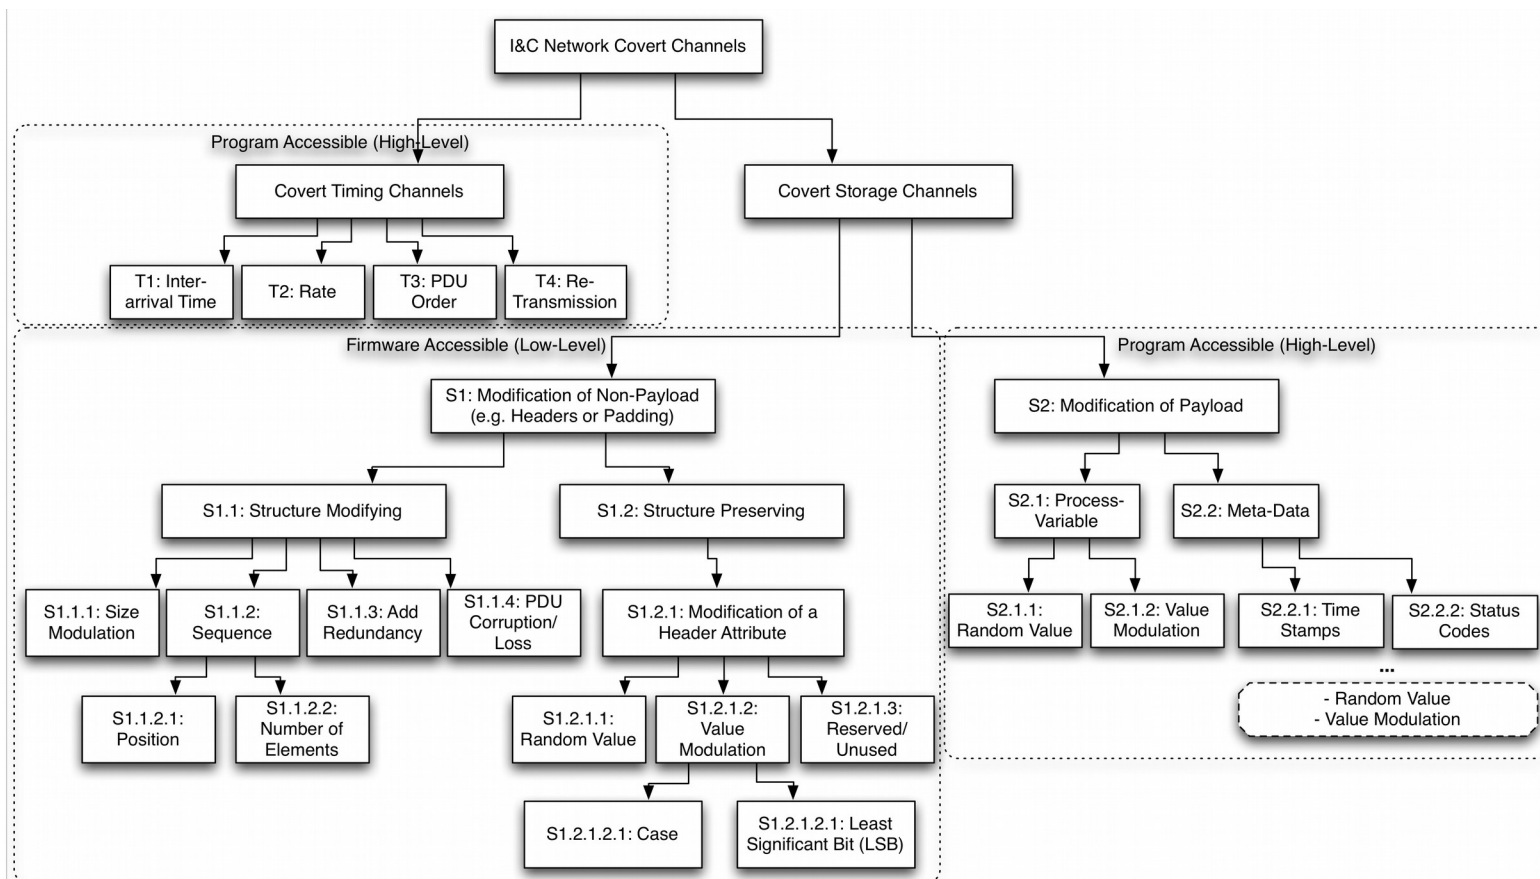 I&C Network Covert Channels
Program Accessible (High-Level)
Covert Timing Channels
Covert Storage Channels
T1: Inter-
arrival Time
T2: Rate
T3: PDU
Order
T4: Re-
Transmission
Firmware Accessible (Low-Level)
Program Accessible (High-Level)
S1: Modification of Non-Payload
(e.g. Headers or Padding)
S2: Modification of Payload
S1.1: Structure Modifying
S1.2: Structure Preserving
S2.1: Process-
Variable
S2.2: Meta-Data
S1.1.1: Size
Modulation
S1.1.2:
Sequence
S1.1.3: Add
Redundancy
S1.1.4: PDU
Corruption/
Loss
S1.2.1: Modification of a
Header Attribute
S2.1.1:
Random Value
S2.1.2: Value
Modulation
S2.2.1: Time
Stamps
S2.2.2: Status
Codes
...
- Random Value
- Value Modulation
S1.1.2.1:
Position
S1.1.2.2:
Number of
Elements
S1.2.1.1:
Random Value
S1.2.1.2:
Value
Modulation
S1.2.1.3:
Reserved/
Unused
S1.2.1.2.1: Case
S1.2.1.2.1: Least
Significant Bit (LSB)